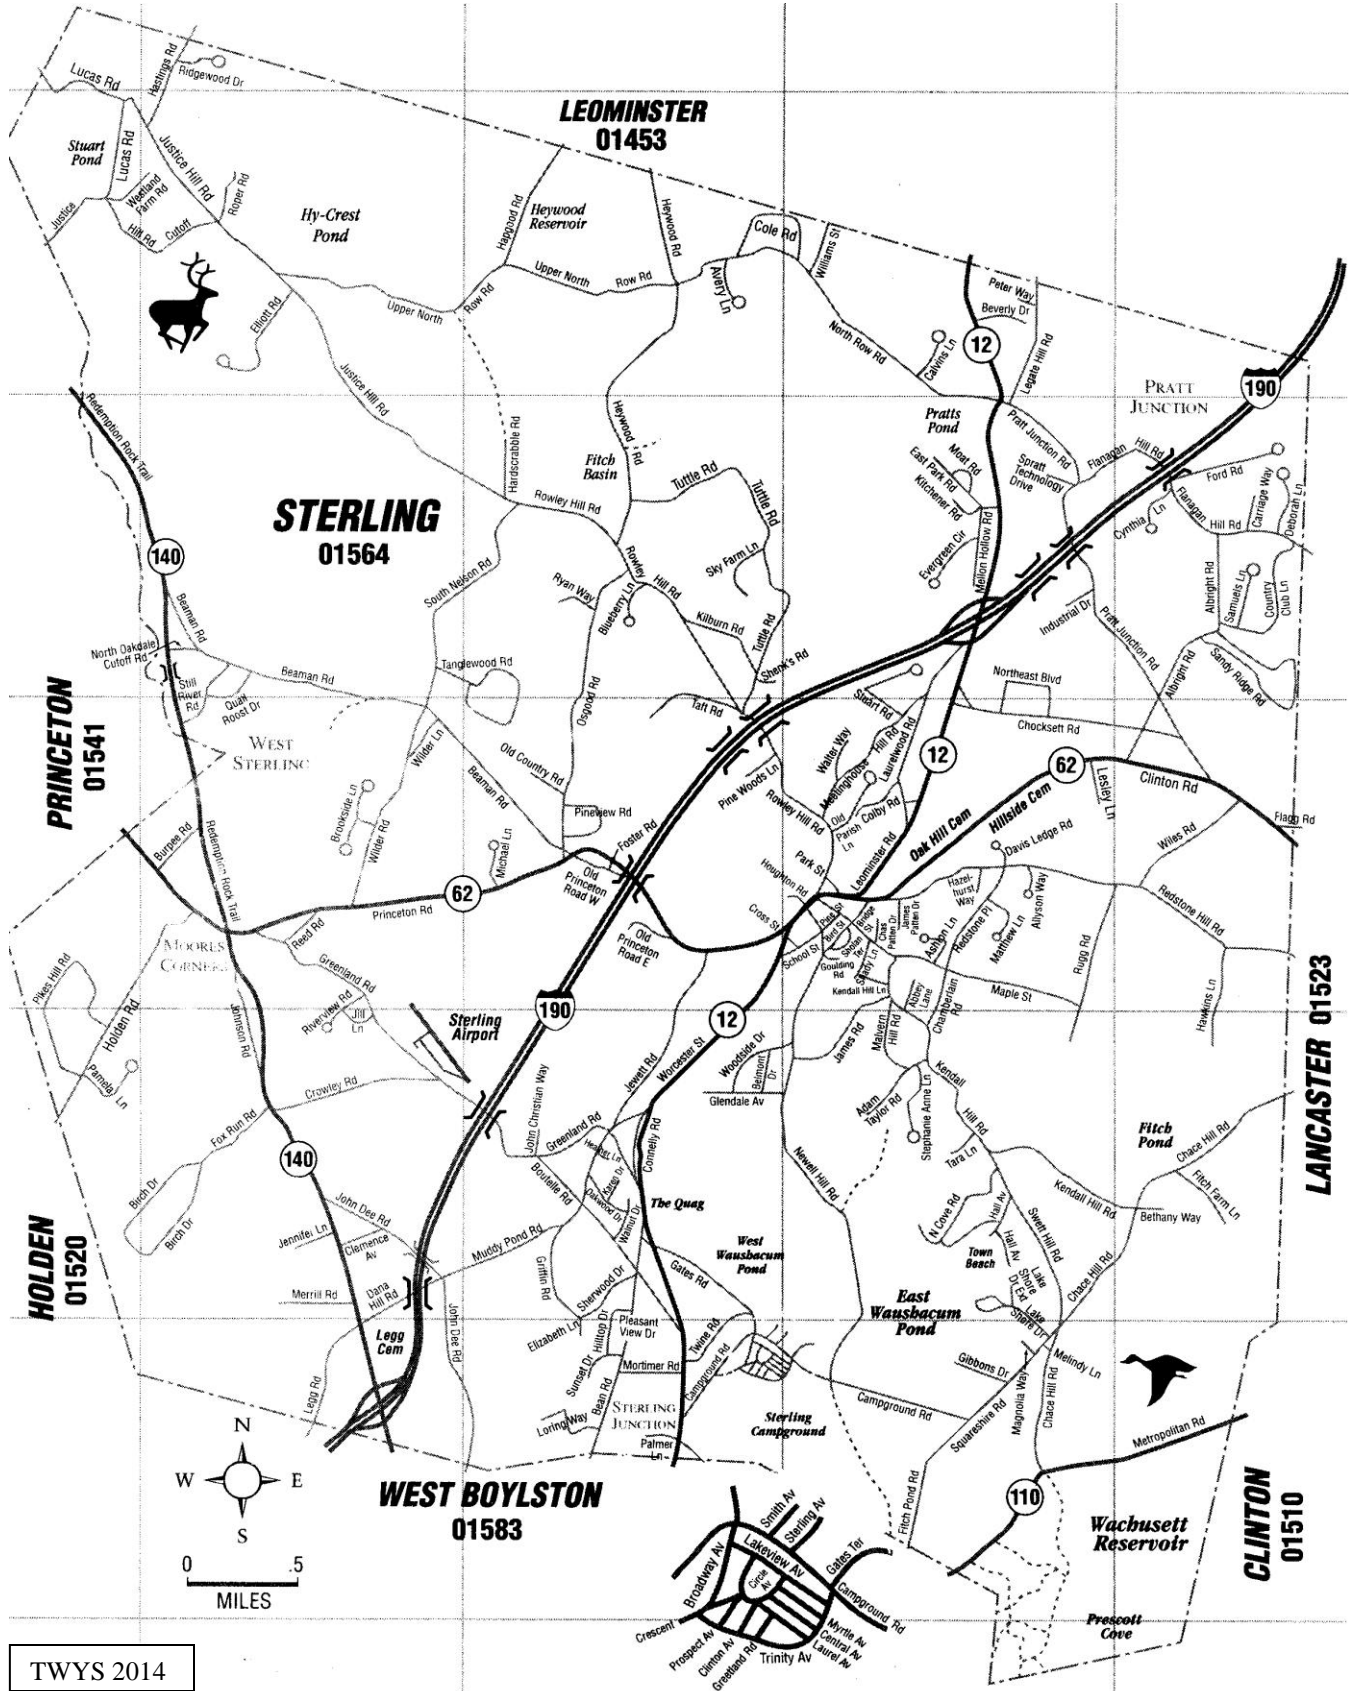 Lucas Rd
Hastings Rd
Ridgewood Dr
LEOMINSTER
01453
Stuart
Pond
Lucas Rd
Justice Hill Rd
Westland
Farm Rd
Roper Rd
Justice
Hill Rd
Cutoff
Hy-Crest
Pond
Hapgood Rd
Heywood
Reservoir
Heywood Rd
Cole Rd
Williams St
Avery Ln
Upper North
Row Rd
Elliott Rd
Upper North
Row Rd
Peter Way
Beverly Dr
12
North Row Rd
Calvins Ln
Legate Hill Rd
190
PRATT
JUNCTION
Justice Hill Rd
Redemption Rock Trail
Hardscrabble Rd
Heywood
Rd
Fitch
Basin
Pratts
Pond
Pratt Junction Rd
Moat Rd
East Park Rd
Kitchener Rd
Spratt
Technology
Drive
Flanagan
Hill Rd
Ford Rd
Carriage Way
Deborah Ln
Flanagan
Hill Rd
Cynthia
Ln
Tuttle Rd
Tuttle Rd
Rowley Hill Rd
STERLING
01564
140
Sky Farm Ln
Evergreen Cir
Mellon Hollow Rd
Rowley
Hill Rd
Ryan Way
Blueberry Ln
Kilburn Rd
Tuttle Rd
Shenk's Rd
South Nelson Rd
Beaman Rd
Industrial Dr
Pratt Junction Rd
Albright Rd
Samuels Ln
Country
Club Ln
North Oakdale
Cutoff Rd
Beaman Rd
Tanglewood Rd
Osgood Rd
Albright Rd
Sandy Ridge Rd
Still
River
Rd
Quail
Roost Dr
Taft Rd
Stuart Rd
Northeast Blvd
Chocksett Rd
PRINCETON
01541
WEST
STERLING
Wilder Ln
Beaman Rd
Old Country Rd
Pine Woods Ln
Walter Way
Meetinghouse
Hill Rd
Laurelwood Rd
12
62
Lesley Ln
Clinton Rd
Flagg Rd
Rowley Hill Rd
Old
Parish
Ln
Colby Rd
Brookside Ln
Wilder Rd
Pineview Rd
Foster Rd
Michael Ln
Burpee Rd
Redemption Rock Trail
Old
Princeton
Road W
Park St
Houghton Rd
Leominster Rd
Oak Hill Cem
Hillside Cem
Davis Ledge Rd
Wiles Rd
62
Princeton Rd
Reed Rd
Cross St
Pine St
Bird St
Bridge
St
School St
Sholan
Ter
Chas
Patten Dr
James
Patten Dr
Hazel-
hurst
Way
Ashton Ln
Redstone Pl
Matthew Ln
Allyson Way
Redstone Hill Rd
Rugg Rd
MOORES
CORNERS
Old
Princeton
Road E
Goulding
Rd
Shady Ln
Kendall Hill Ln
Maple St
Hawkins Ln
Pikes Hill Rd
Holden Rd
Johnson Rd
Greenland Rd
Riverview Rd
Jill
Ln
Sterling
Airport
190
12
Abbey
Lane
Chamberlain
Rd
LANCASTER 01523
Pamela Ln
Crowley Rd
Jewett Rd
Worcester St
Woodside Dr
Belmont
Dr
James Rd
Malvern
Hill Rd
Kendall
Hill Rd
Glendale Av
Adam
Taylor Rd
Stephanie Anne Ln
Fox Run Rd
John Christian Way
Greenland Rd
Connelly Rd
Heather Ln
Karen Dr
Oakwood Dr
Walnut Dr
Boutelle Rd
The Quag
Newell Hill Rd
Tara Ln
Fitch
Pond
Chace Hill Rd
Fitch Farm Ln
Bethany Way
Kendall Hill Rd
140
Birch Dr
Birch Dr
John Dee Rd
Jennifer Ln
Clemence
Av
Muddy Pond Rd
N Cove Rd
Hall Av
Hall Av
Swett Hill Rd
Town
Beach
Lake
Shore
Dr Ext
Lake
Shore Dr
Chace Hill Rd
HOLDEN
01520
Merrill Rd
Dana
Hill Rd
Griffin Rd
Sherwood Dr
Gates Rd
West
Waushacum
Pond
East
Waushacum
Pond
Legg
Cem
Legg Rd
John Dee Rd
Elizabeth Ln
Hilltop Dr
Pleasant
View Dr
Sunset Dr
Mortimer Rd
Twine Rd
Campground Rd
Bean Rd
Loring Way
STERLING
JUNCTION
Palmer
Ln
Sterling
Campground
Campground Rd
Gibbons Dr
Melindy Ln
Magnolia Way
Squareshire Rd
Chace Hill Rd
Metropolitan Rd
N
W
E
S
0
.5
MILES
WEST BOYLSTON
01583
Fitch Pond Rd
110
Wachusett
Reservoir
Prescott
Cove
CLINTON
01510
Smith Av
Sterling Av
Lakeview Av
Broadway Av
Circle
Av
Gates Ter
Campground Rd
Crescent
Prospect Av
Clinton Av
Greetland Rd
Trinity Av
Myrtle Av
Central Av
Laurel Av
TWYS 2014